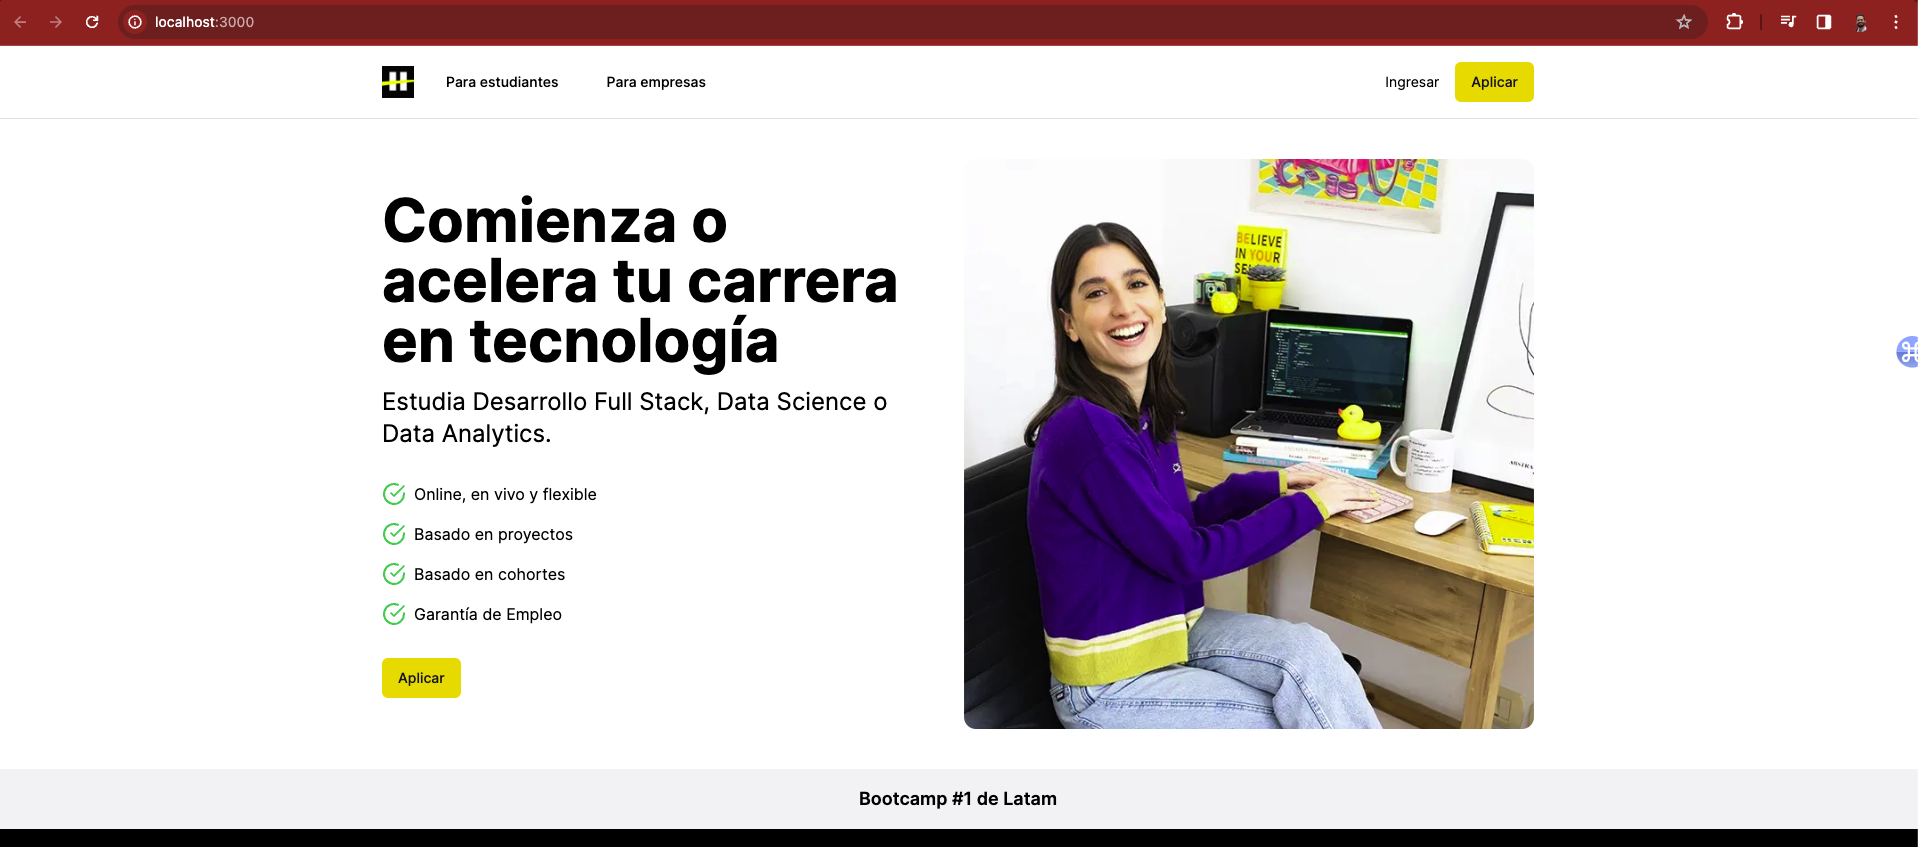 localhost:3000
Para estudiantes
Para empresas
Ingresar
Aplicar
Comienza o
acelera tu carrera
en tecnología
Estudia Desarrollo Full Stack, Data Science o
Data Analytics.
Online, en vivo y flexible
Basado en proyectos
Basado en cohortes
Garantía de Empleo
Aplicar
BELIEVE
IN YOUR
Bootcamp #1 de Latam